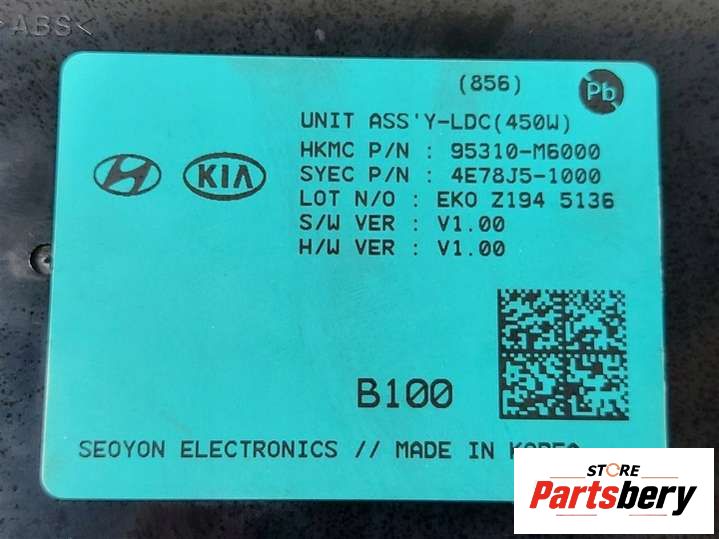 >ABS<
(856)
Pb
UNIT ASS'Y-LDC(450W)
HKMC P/N : 95310-M6000
SYEC P/N : 4E78J5-1000
LOT N/O : EKO Z194 5136
S/W VER : V1.00
H/W VER : V1.00
KIA
B100
SEOYON ELECTRONICS // MADE IN KOREA
STORE
Partsbery